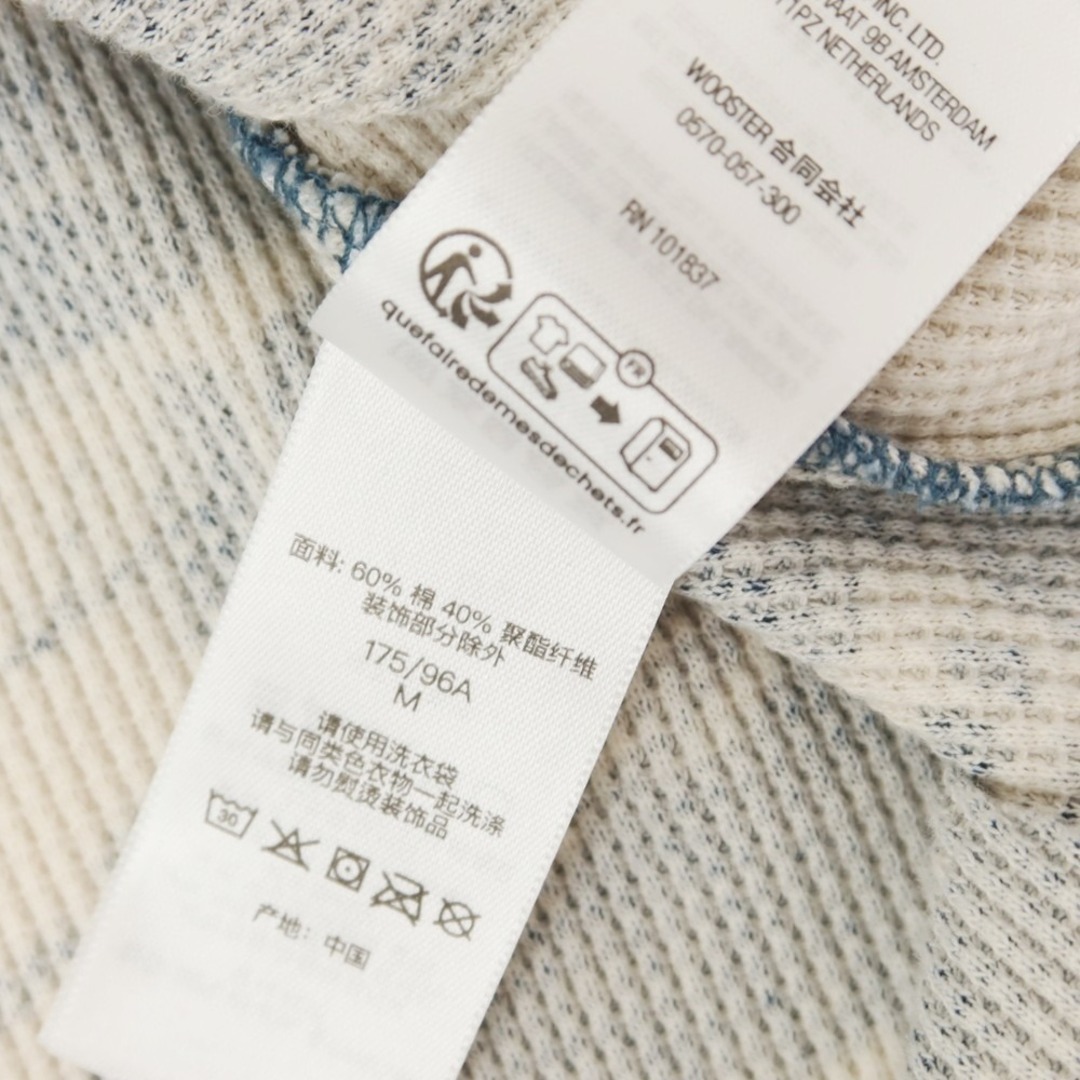 INC. LTD.
AAT 9B AMSTERDAM
1PZ NETHERLANDS
WOOSTER 合同会社
0570-057-300
RN 101837
FR
quefairedemesdechets.fr
面料: 60% 棉 40% 聚酯纤维
装饰部分除外
175/96A
M
请使用洗衣袋
请与同类色衣物一起洗涤
请勿熨烫装饰品
30
产地: 中国